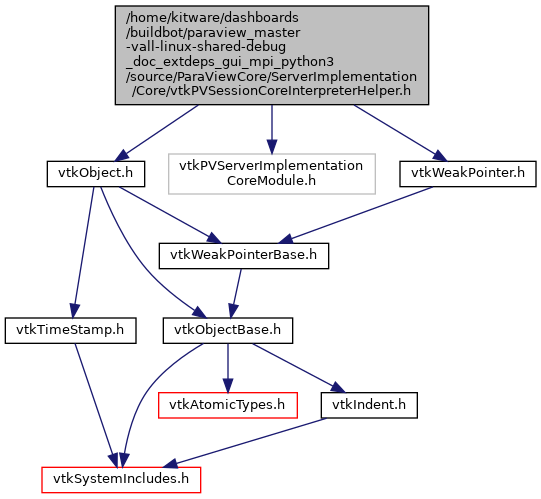 /home/kitware/dashboards
/buildbot/paraview_master
-vall-linux-shared-debug
_doc_extdeps_gui_mpi_python3
/source/ParaViewCore/ServerImplementation
/Core/vtkPVSessionCoreInterpreterHelper.h
vtkObject.h
vtkPVServerImplementation
CoreModule.h
vtkWeakPointer.h
vtkWeakPointerBase.h
vtkTimeStamp.h
vtkObjectBase.h
vtkAtomicTypes.h
vtkIndent.h
vtkSystemIncludes.h